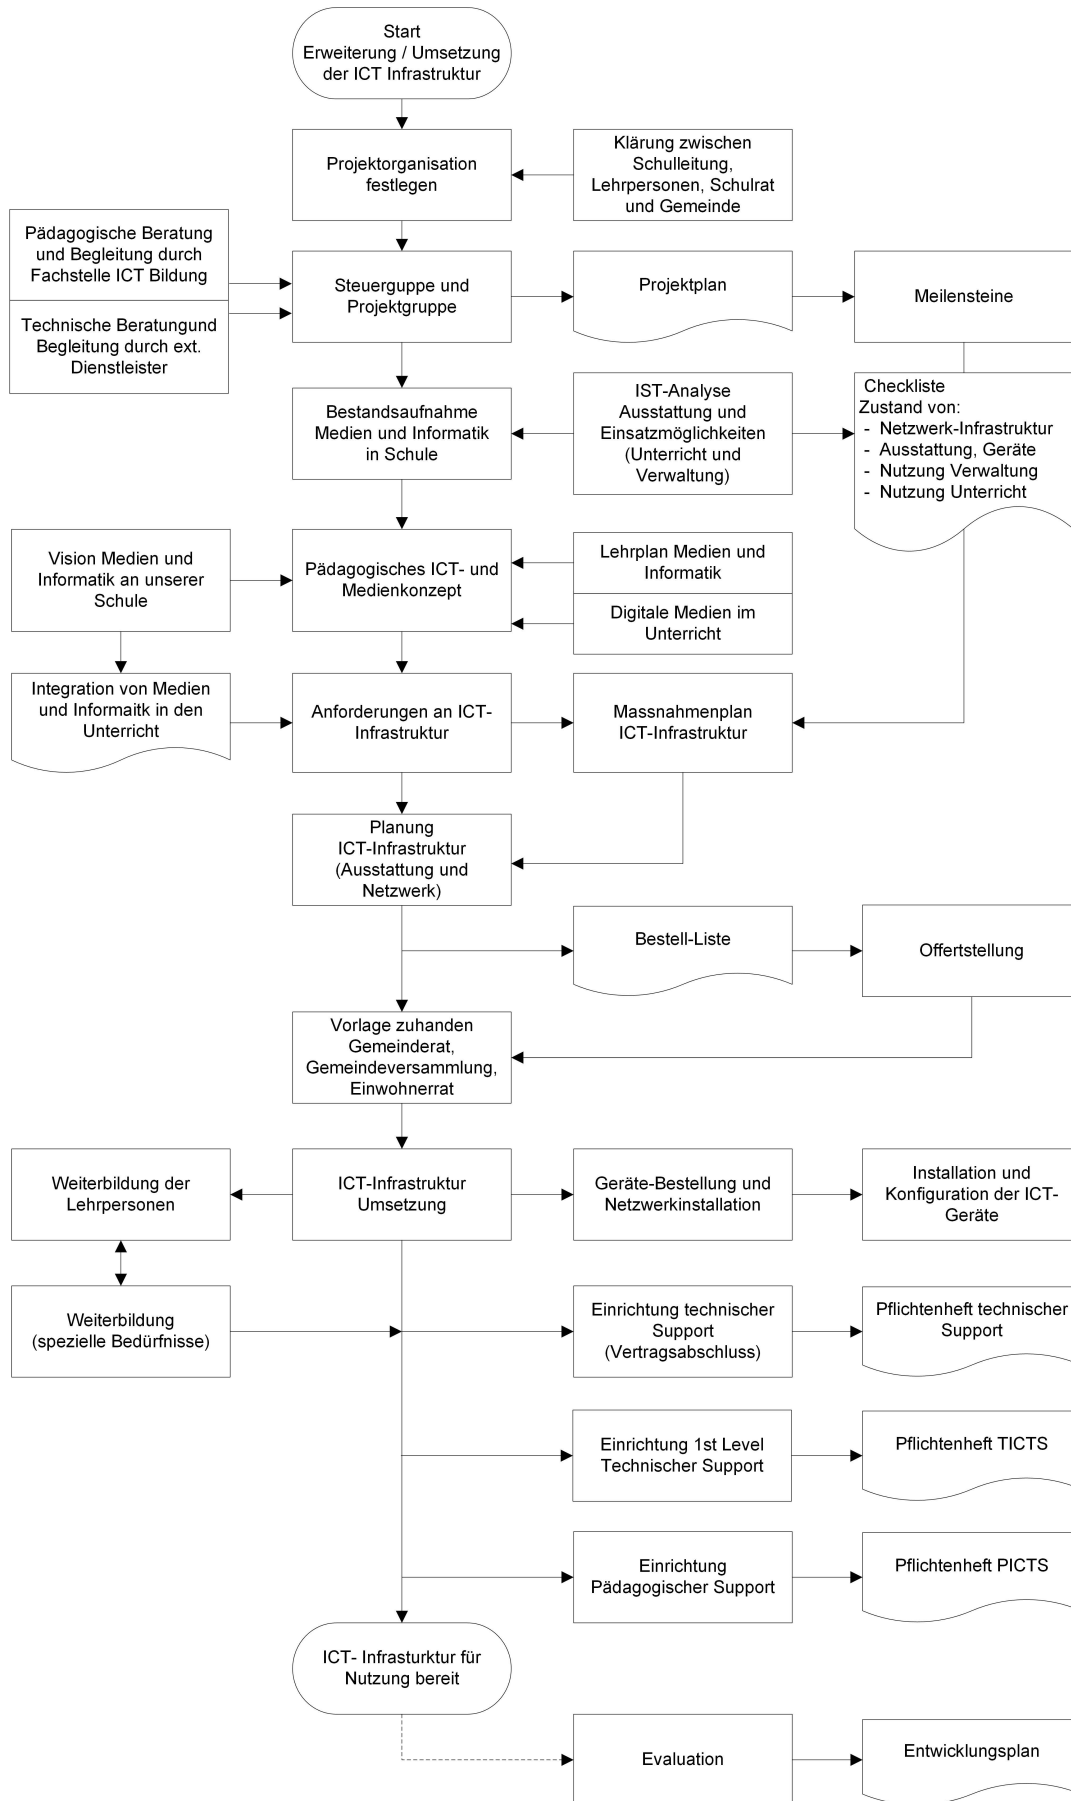 Start
Erweiterung / Umsetzung
der ICT Infrastruktur
Projektorganisation
festlegen
Klärung zwischen
Schulleitung,
Lehrpersonen, Schulrat
und Gemeinde
Pädagogische Beratung
und Begleitung durch
Fachstelle ICT Bildung
Technische Beratungund
Begleitung durch ext.
Dienstleister
Steuerguppe und
Projektgruppe
Projektplan
Meilensteine
Bestandsaufnahme
Medien und Informatik
in Schule
IST-Analyse
Ausstattung und
Einsatzmöglichkeiten
(Unterricht und
Verwaltung)
Checkliste
Zustand von:
- Netzwerk-Infrastruktur
- Ausstattung, Geräte
- Nutzung Verwaltung
- Nutzung Unterricht
Vision Medien und
Informatik an unserer
Schule
Pädagogisches ICT- und
Medienkonzept
Lehrplan Medien und
Informatik
Digitale Medien im
Unterricht
Integration von Medien
und Informaitk in den
Unterricht
Anforderungen an ICT-
Infrastruktur
Massnahmenplan
ICT-Infrastruktur
Planung
ICT-Infrastruktur
(Ausstattung und
Netzwerk)
Bestell-Liste
Offertstellung
Vorlage zuhanden
Gemeinderat,
Gemeindeversammlung,
Einwohnerrat
Weiterbildung der
Lehrpersonen
ICT-Infrastruktur
Umsetzung
Geräte-Bestellung und
Netzwerkinstallation
Installation und
Konfiguration der ICT-
Geräte
Weiterbildung
(spezielle Bedürfnisse)
Einrichtung technischer
Support
(Vertragsabschluss)
Pflichtenheft technischer
Support
Einrichtung 1st Level
Technischer Support
Pflichtenheft TICTS
Einrichtung
Pädagogischer Support
Pflichtenheft PICTS
ICT- Infrasturktur für
Nutzung bereit
Evaluation
Entwicklungsplan